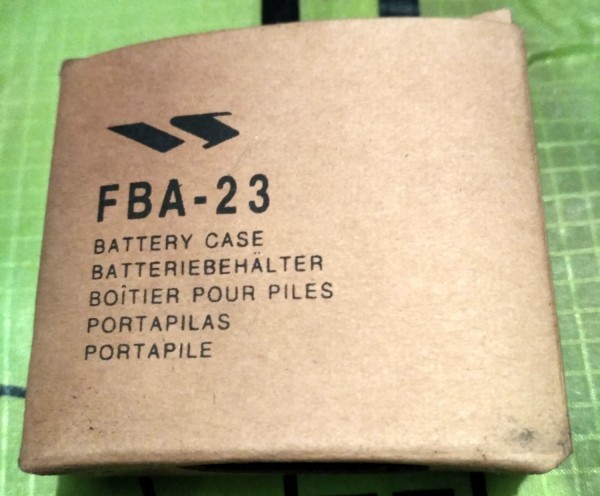 FBA-23
BATTERY CASE
BATTERIEBEHÄLTER
BOÎTIER POUR PILES
PORTAPILAS
PORTAPILE